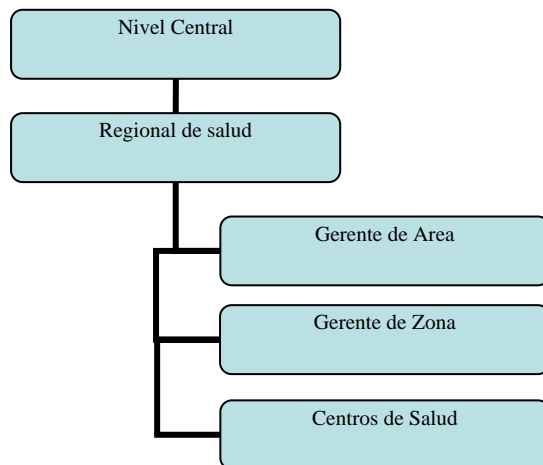 Nivel Central
Regional de salud
Gerente de Area
Gerente de Zona
Centros de Salud